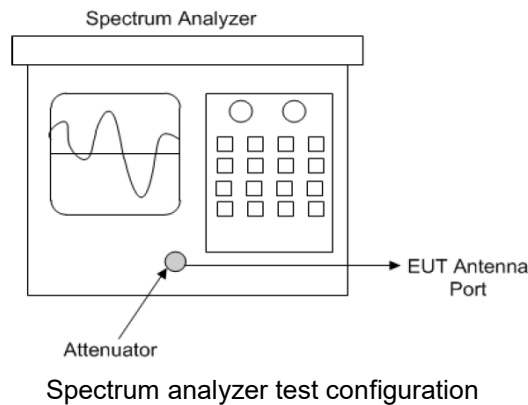 Spectrum Analyzer
EUT Antenna
Port
Attenuator
Spectrum analyzer test configuration